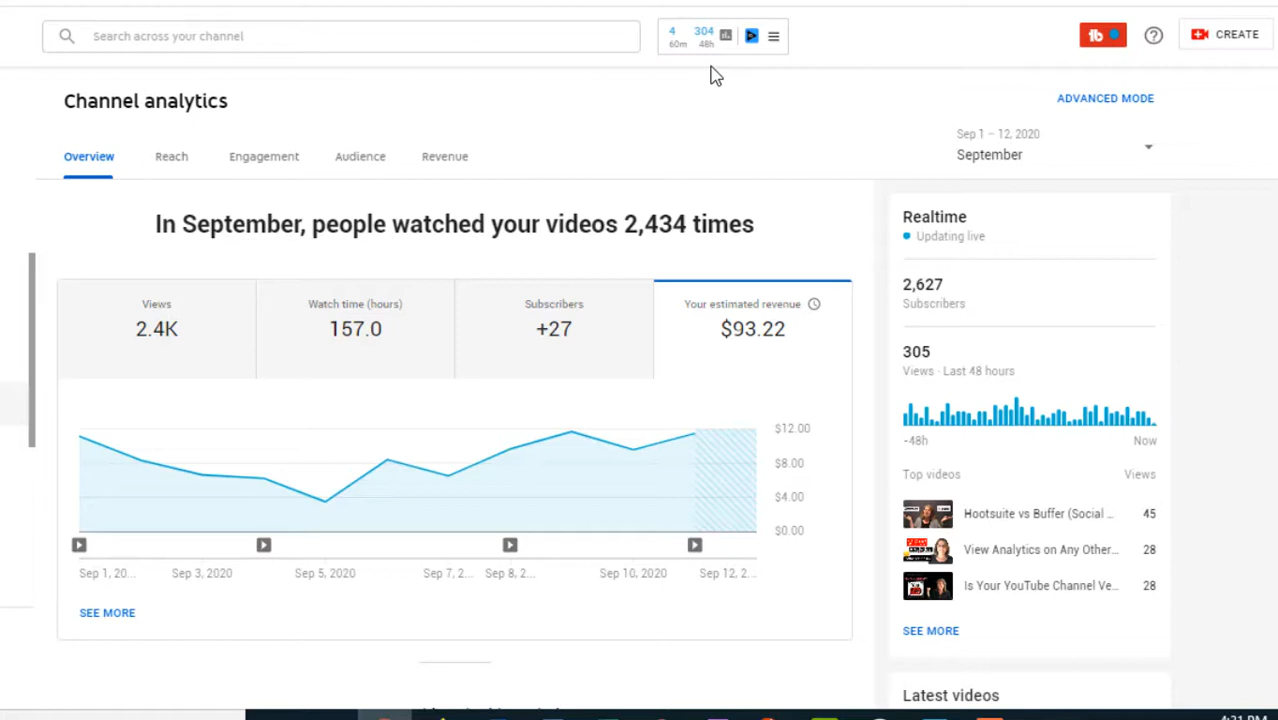 Search across your channel
4 304
60m 48h
tb
CREATE
Channel analytics
ADVANCED MODE
Sep 1 – 12, 2020
September
Overview Reach Engagement Audience Revenue
In September, people watched your videos 2,434 times
Views
2.4K
Watch time (hours)
157.0
Subscribers
+27
Your estimated revenue
$93.22
$12.00
$8.00
$4.00
$0.00
Sep 1, 20... Sep 3, 2020 Sep 5, 2020 Sep 7, 2... Sep 8, 2... Sep 10, 2020 Sep 12, 2...
SEE MORE
Realtime
Updating live
2,627
Subscribers
305
Views · Last 48 hours
-48h Now
Top videos Views
Hootsuite vs Buffer (Social ... 45
View Analytics on Any Other... 28
Is Your YouTube Channel Ve... 28
SEE MORE
Latest videos